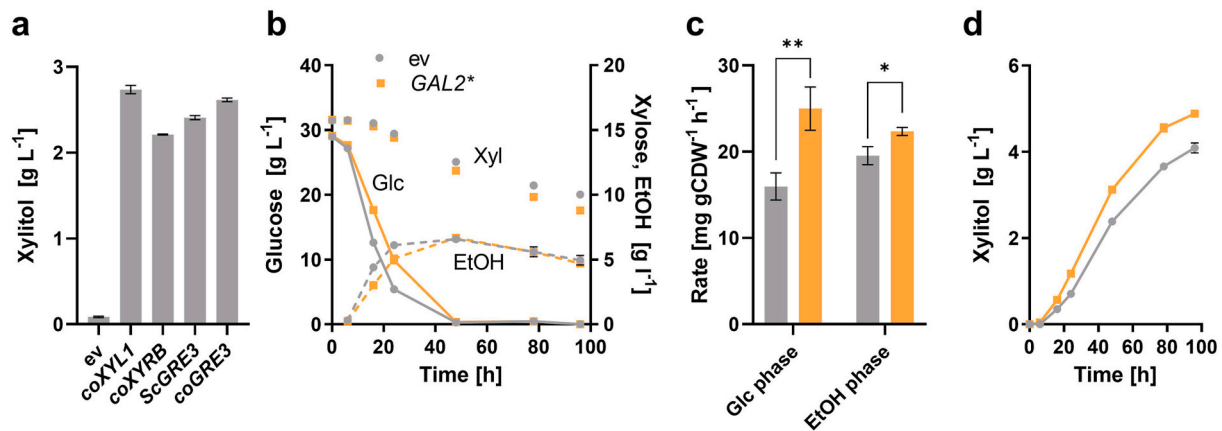 a
Xylitol [g L⁻¹]
3
2
1
0
ev
coXYL1
coXYRB
ScGRE3
coGRE3
b
ev
GAL2*
Glucose [g L⁻¹]
40
30
20
10
0
Xyl
Glc
EtOH
20
15
10
5
0
Xylose, EtOH [g l⁻¹]
0 20 40 60 80 100
Time [h]
c
Rate [mg gCDW⁻¹ h⁻¹]
30
20
10
0
**
*
Glc phase
EtOH phase
d
Xylitol [g L⁻¹]
6
4
2
0
0 20 40 60 80 100
Time [h]